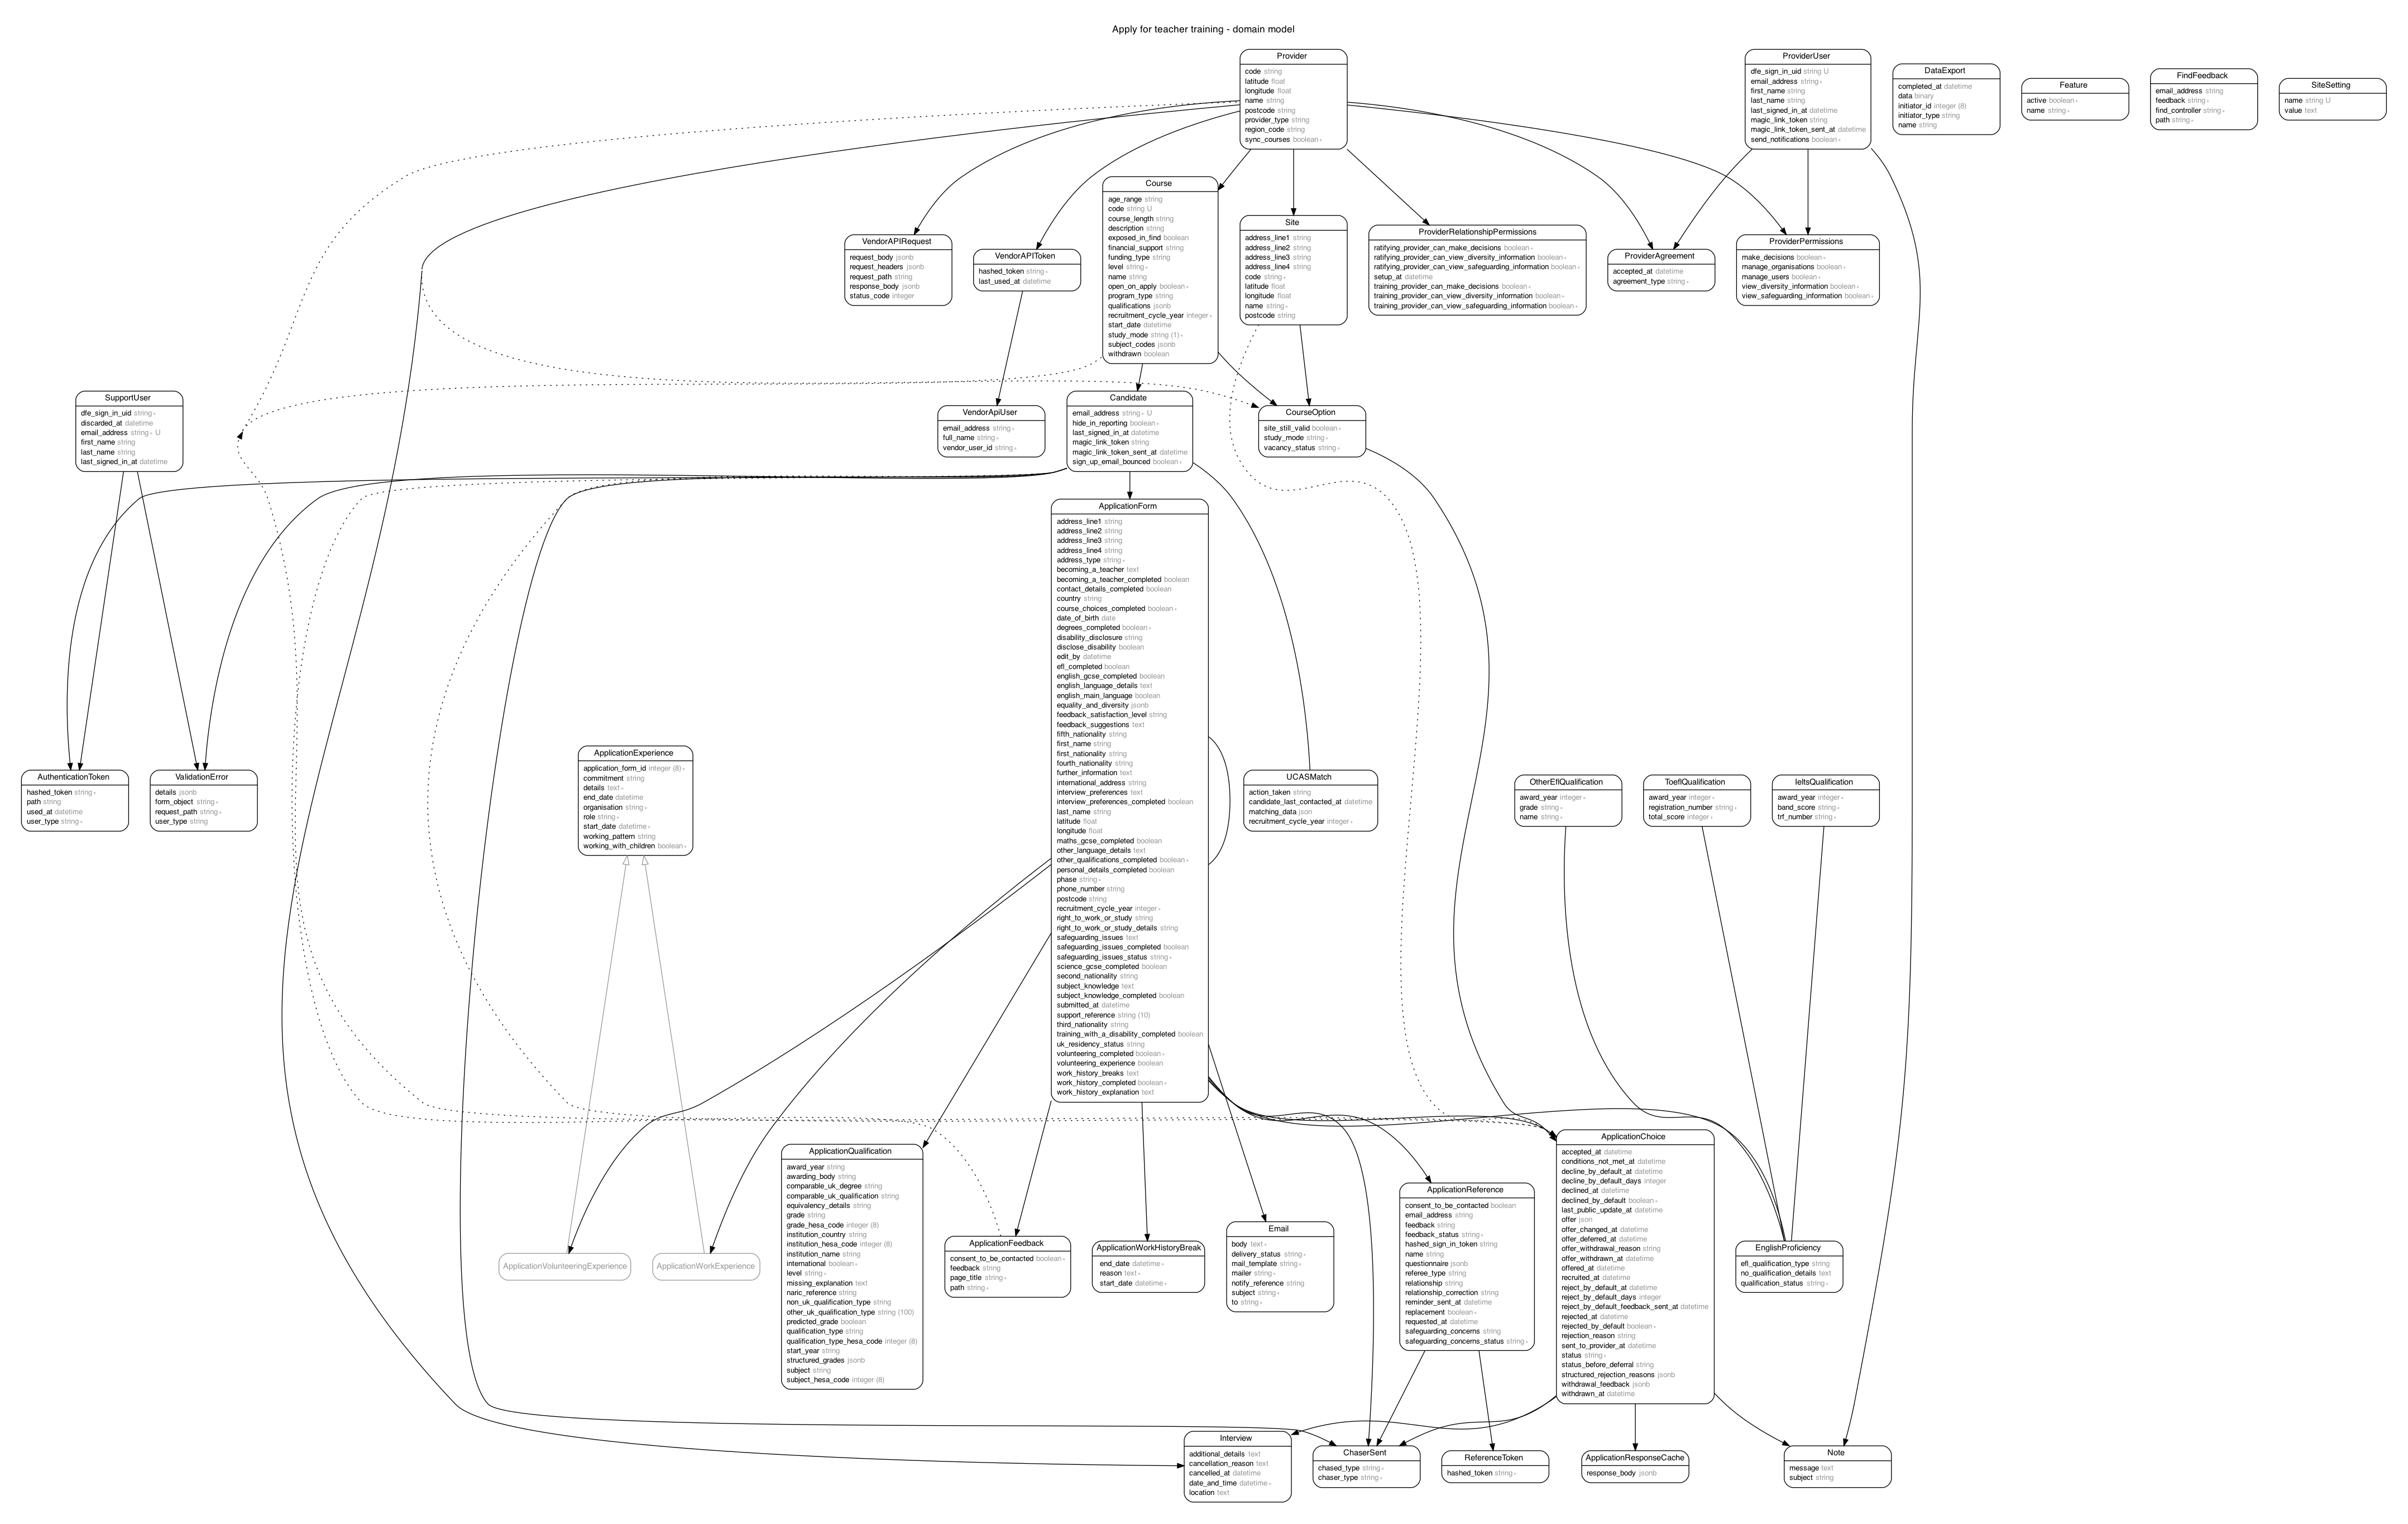 Apply for teacher training - domain model
Provider
code string
latitude float
longitude float
name string
postcode string
provider_type string
region_code string
sync_courses boolean ∗
ProviderUser
dfe_sign_in_uid string U
email_address string ∗
first_name string
last_name string
last_signed_in_at datetime
magic_link_token string
magic_link_token_sent_at datetime
send_notifications boolean ∗
DataExport
completed_at datetime
data binary
initiator_id integer (8)
initiator_type string
name string
Feature
active boolean ∗
name string ∗
FindFeedback
email_address string
feedback string ∗
find_controller string ∗
path string ∗
SiteSetting
name string U
value text
Course
age_range string
code string U
course_length string
description string
exposed_in_find boolean
financial_support string
funding_type string
level string ∗
name string
open_on_apply boolean ∗
program_type string
qualifications jsonb
recruitment_cycle_year integer ∗
start_date datetime
study_mode string (1) ∗
subject_codes jsonb
withdrawn boolean
Site
address_line1 string
address_line2 string
address_line3 string
address_line4 string
code string ∗
latitude float
longitude float
name string ∗
postcode string
ProviderRelationshipPermissions
ratifying_provider_can_make_decisions boolean ∗
ratifying_provider_can_view_diversity_information boolean ∗
ratifying_provider_can_view_safeguarding_information boolean ∗
setup_at datetime
training_provider_can_make_decisions boolean ∗
training_provider_can_view_diversity_information boolean ∗
training_provider_can_view_safeguarding_information boolean ∗
VendorAPIRequest
request_body jsonb
request_headers jsonb
request_path string
response_body jsonb
status_code integer
VendorAPIToken
hashed_token string ∗
last_used_at datetime
ProviderAgreement
accepted_at datetime
agreement_type string ∗
ProviderPermissions
make_decisions boolean ∗
manage_organisations boolean ∗
manage_users boolean ∗
view_diversity_information boolean ∗
view_safeguarding_information boolean ∗
SupportUser
dfe_sign_in_uid string ∗
discarded_at datetime
email_address string ∗ U
first_name string
last_name string
last_signed_in_at datetime
VendorApiUser
email_address string ∗
full_name string ∗
vendor_user_id string ∗
Candidate
email_address string ∗ U
hide_in_reporting boolean ∗
last_signed_in_at datetime
magic_link_token string
magic_link_token_sent_at datetime
sign_up_email_bounced boolean ∗
CourseOption
site_still_valid boolean ∗
study_mode string ∗
vacancy_status string ∗
ApplicationForm
address_line1 string
address_line2 string
address_line3 string
address_line4 string
address_type string ∗
becoming_a_teacher text
becoming_a_teacher_completed boolean
contact_details_completed boolean
country string
course_choices_completed boolean ∗
date_of_birth date
degrees_completed boolean ∗
disability_disclosure string
disclose_disability boolean
edit_by datetime
efl_completed boolean
english_gcse_completed boolean
english_language_details text
english_main_language boolean
equality_and_diversity jsonb
feedback_satisfaction_level string
feedback_suggestions text
fifth_nationality string
first_name string
first_nationality string
fourth_nationality string
further_information text
international_address string
interview_preferences text
interview_preferences_completed boolean
last_name string
latitude float
longitude float
maths_gcse_completed boolean
other_language_details text
other_qualifications_completed boolean ∗
personal_details_completed boolean
phase string ∗
phone_number string
postcode string
recruitment_cycle_year integer ∗
right_to_work_or_study string
right_to_work_or_study_details string
safeguarding_issues text
safeguarding_issues_completed boolean
safeguarding_issues_status string ∗
science_gcse_completed boolean
second_nationality string
subject_knowledge text
subject_knowledge_completed boolean
submitted_at datetime
support_reference string (10)
third_nationality string
training_with_a_disability_completed boolean
uk_residency_status string
volunteering_completed boolean ∗
volunteering_experience boolean
work_history_breaks text
work_history_completed boolean ∗
work_history_explanation text
AuthenticationToken
hashed_token string ∗
path string
used_at datetime
user_type string ∗
ValidationError
details jsonb
form_object string ∗
request_path string ∗
user_type string
ApplicationExperience
application_form_id integer (8) ∗
commitment string
details text ∗
end_date datetime
organisation string ∗
role string ∗
start_date datetime ∗
working_pattern string
working_with_children boolean ∗
UCASMatch
action_taken string
candidate_last_contacted_at datetime
matching_data json
recruitment_cycle_year integer ∗
OtherEflQualification
award_year integer ∗
grade string ∗
name string ∗
ToeflQualification
award_year integer ∗
registration_number string ∗
total_score integer ∗
IeltsQualification
award_year integer ∗
band_score string ∗
trf_number string ∗
ApplicationVolunteeringExperience
ApplicationWorkExperience
ApplicationQualification
award_year string
awarding_body string
comparable_uk_degree string
comparable_uk_qualification string
equivalency_details string
grade string
grade_hesa_code integer (8)
institution_country string
institution_hesa_code integer (8)
institution_name string
international boolean ∗
level string ∗
missing_explanation text
naric_reference string
non_uk_qualification_type string
other_uk_qualification_type string (100)
predicted_grade boolean
qualification_type string
qualification_type_hesa_code integer (8)
start_year string
structured_grades jsonb
subject string
subject_hesa_code integer (8)
ApplicationFeedback
consent_to_be_contacted boolean ∗
feedback string
page_title string ∗
path string ∗
ApplicationWorkHistoryBreak
end_date datetime ∗
reason text ∗
start_date datetime ∗
Email
body text ∗
delivery_status string ∗
mail_template string ∗
mailer string ∗
notify_reference string
subject string ∗
to string ∗
ApplicationReference
consent_to_be_contacted boolean
email_address string
feedback string
feedback_status string ∗
hashed_sign_in_token string
name string
questionnaire jsonb
referee_type string
relationship string
relationship_correction string
reminder_sent_at datetime
replacement boolean ∗
requested_at datetime
safeguarding_concerns string
safeguarding_concerns_status string ∗
ApplicationChoice
accepted_at datetime
conditions_not_met_at datetime
decline_by_default_at datetime
decline_by_default_days integer
declined_at datetime
declined_by_default boolean ∗
last_public_update_at datetime
offer json
offer_changed_at datetime
offer_deferred_at datetime
offer_withdrawal_reason string
offer_withdrawn_at datetime
offered_at datetime
recruited_at datetime
reject_by_default_at datetime
reject_by_default_days integer
reject_by_default_feedback_sent_at datetime
rejected_at datetime
rejected_by_default boolean ∗
rejection_reason string
sent_to_provider_at datetime
status string ∗
status_before_deferral string
structured_rejection_reasons jsonb
withdrawal_feedback jsonb
withdrawn_at datetime
EnglishProficiency
efl_qualification_type string
no_qualification_details text
qualification_status string ∗
Interview
additional_details text
cancellation_reason text
cancelled_at datetime
date_and_time datetime ∗
location text
ChaserSent
chased_type string ∗
chaser_type string ∗
ReferenceToken
hashed_token string ∗
ApplicationResponseCache
response_body jsonb
Note
message text
subject string